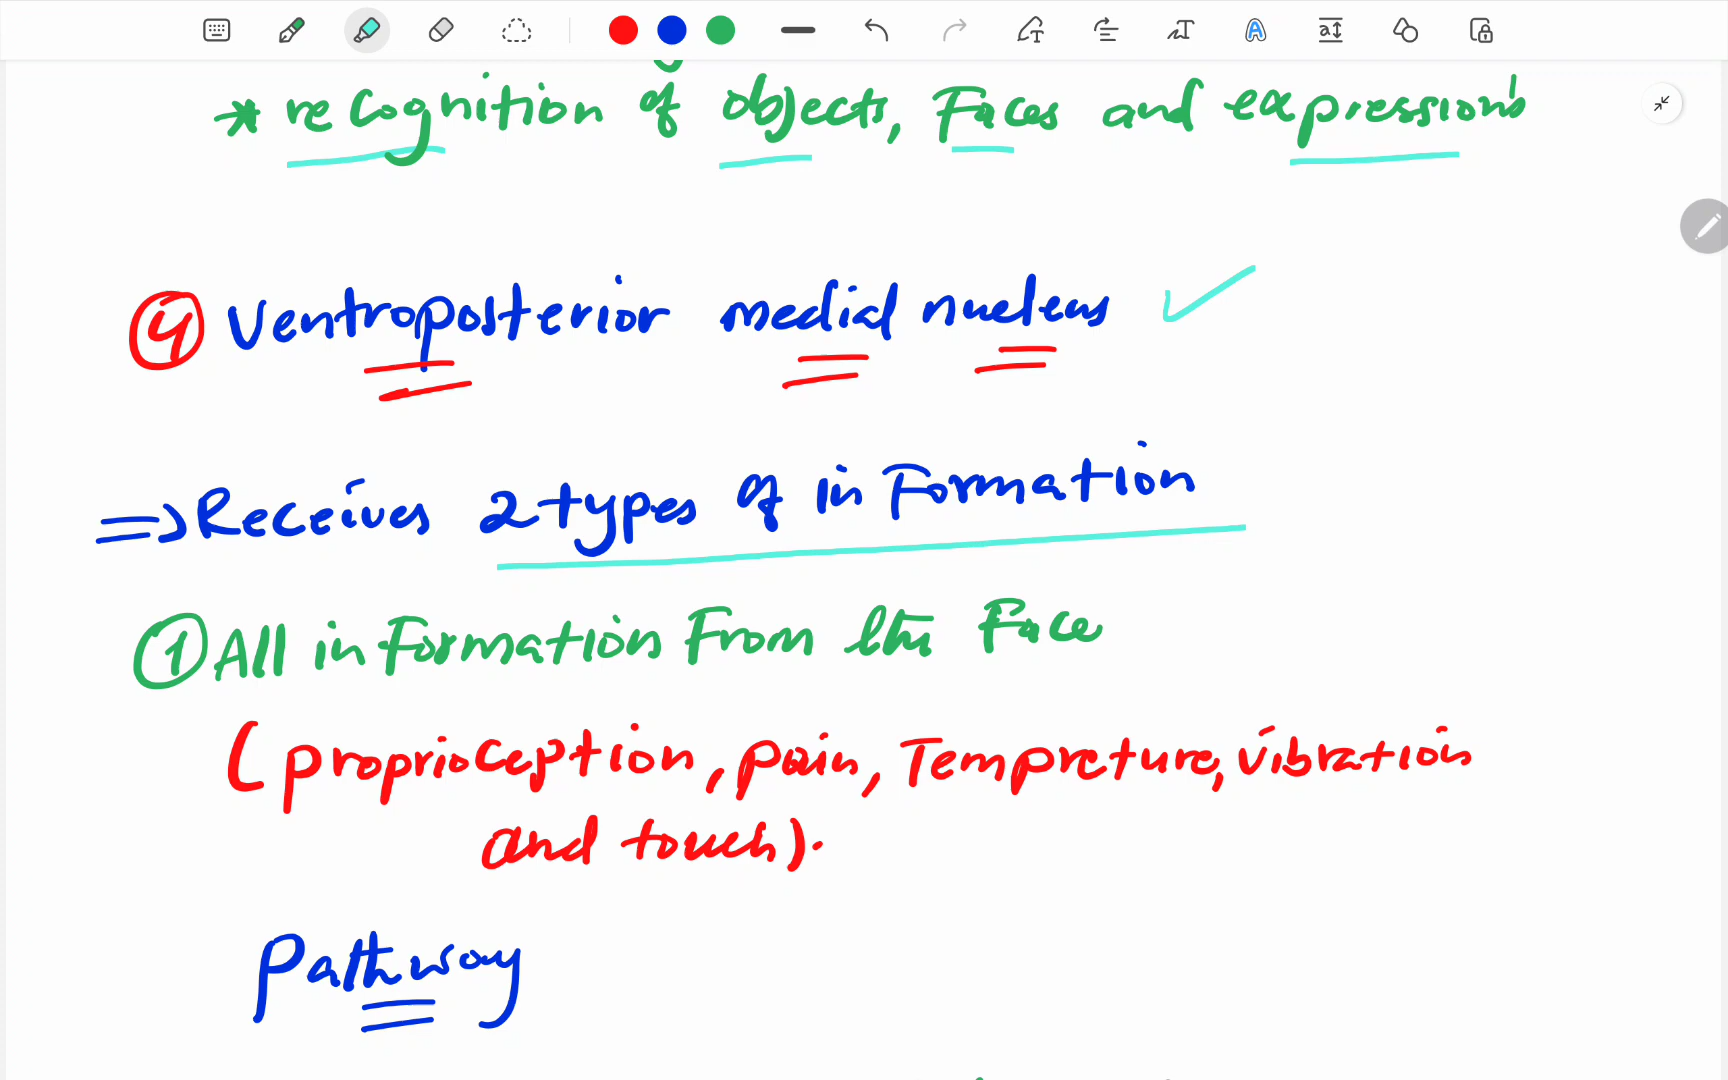 * recognition of objects, Faces and expressions
④ Ventroposterior medial nucleus ✓
⇒ Receives 2 types of inFormation
① All inFormation From the Face
(proprioception, pain, Tempreture, vibration
and touch).
Pathway